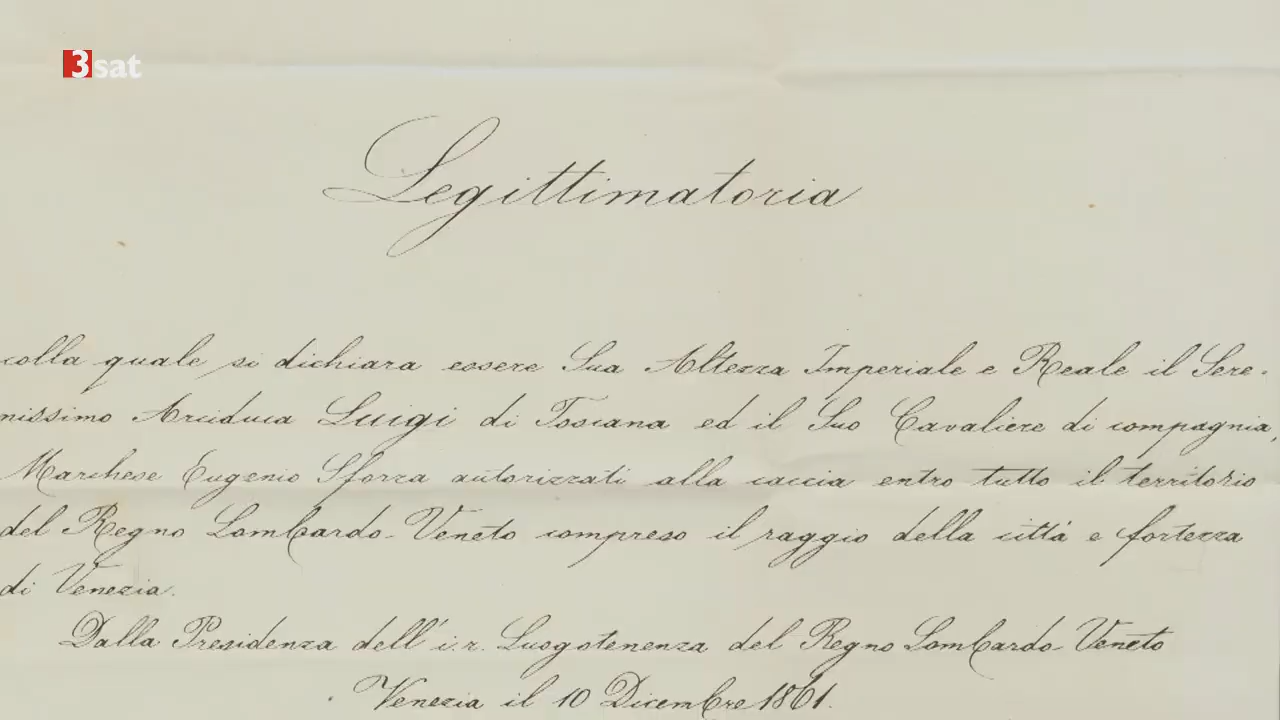 3sat
Legittimatoria
colla quale si dichiara essere Sua Altezza Imperiale e Reale il Sere-
nissimo Arciduca Luigi di Toscana ed il Suo Cavaliere di compagnia,
Marchese Eugenio Sforza autorizzati alla caccia entro tutto il territorio
del Regno Lombardo-Veneto compreso il raggio della città e fortezza
di Venezia.
Dalla Presidenza dell' i.r. Luogotenenza del Regno Lombardo-Veneto
Venezia il 10 Dicembre 1861.